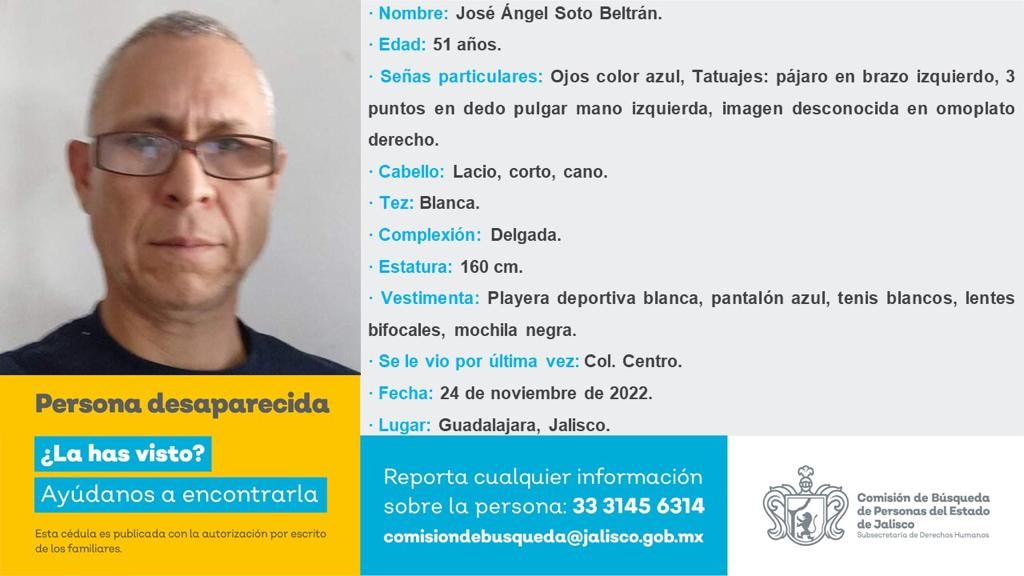 · Nombre: José Ángel Soto Beltrán.
· Edad: 51 años.
· Señas particulares: Ojos color azul, Tatuajes: pájaro en brazo izquierdo, 3
puntos en dedo pulgar mano izquierda, imagen desconocida en omoplato
derecho.
· Cabello: Lacio, corto, cano.
· Tez: Blanca.
· Complexión: Delgada.
· Estatura: 160 cm.
· Vestimenta: Playera deportiva blanca, pantalón azul, tenis blancos, lentes
bifocales, mochila negra.
· Se le vio por última vez: Col. Centro.
· Fecha: 24 de noviembre de 2022.
· Lugar: Guadalajara, Jalisco.
Persona desaparecida
¿La has visto?
Ayúdanos a encontrarla
Esta cédula es publicada con la autorización por escrito
de los familiares.
Reporta cualquier información
sobre la persona: 33 3145 6314
comisiondebusqueda@jalisco.gob.mx
Comisión de Búsqueda
de Personas del Estado
de Jalisco
Subsecretaría de Derechos Humanos